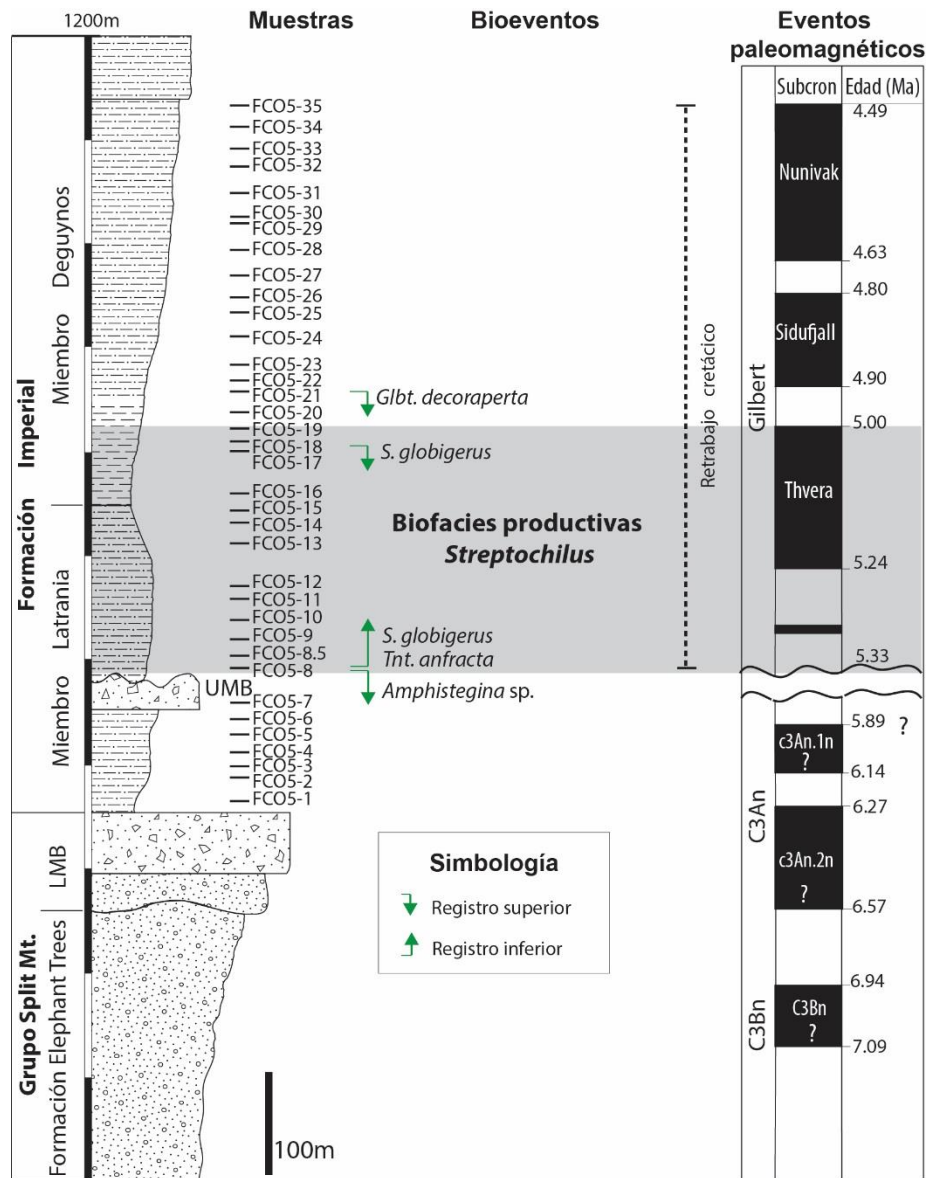 1200m
Muestras
Bioeventos
Eventos
paleomagnéticos
Subcron
Edad (Ma)
Formación Imperial
Miembro Deguynos
Miembro Latrania
Grupo Split Mt.
LMB
Formación Elephant Trees
UMB
FCO5-35
FCO5-34
FCO5-33
FCO5-32
FCO5-31
FCO5-30
FCO5-29
FCO5-28
FCO5-27
FCO5-26
FCO5-25
FCO5-24
FCO5-23
FCO5-22
FCO5-21
FCO5-20
FCO5-19
FCO5-18
FCO5-17
FCO5-16
FCO5-15
FCO5-14
FCO5-13
FCO5-12
FCO5-11
FCO5-10
FCO5-9
FCO5-8.5
FCO5-8
FCO5-7
FCO5-6
FCO5-5
FCO5-4
FCO5-3
FCO5-2
FCO5-1
Glbt. decoraperta
S. globigerus
Biofacies productivas
Streptochilus
S. globigerus
Tnt. anfracta
Amphistegina sp.
Retrabajo cretácico
Simbología
Registro superior
Registro inferior
100m
Gilbert
C3An
C3Bn
4.49
Nunivak
4.63
4.80
Sidufjall
4.90
5.00
Thvera
5.24
5.33
5.89 ?
c3An.1n
?
6.14
6.27
c3An.2n
?
6.57
6.94
C3Bn
?
7.09